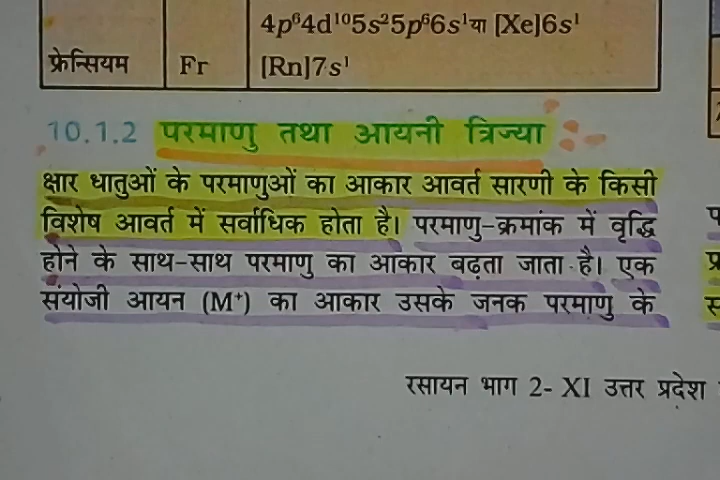 4p⁶4d¹⁰5s²5p⁶6s¹या [Xe]6s¹
फ्रेन्सियम Fr [Rn]7s¹
10.1.2 परमाणु तथा आयनी त्रिज्या
क्षार धातुओं के परमाणुओं का आकार आवर्त सारणी के किसी
विशेष आवर्त में सर्वाधिक होता है। परमाणु-क्रमांक में वृद्धि
होने के साथ-साथ परमाणु का आकार बढ़ता जाता है। एक
संयोजी आयन (M⁺) का आकार उसके जनक परमाणु के
रसायन भाग 2- XI उत्तर प्रदेश